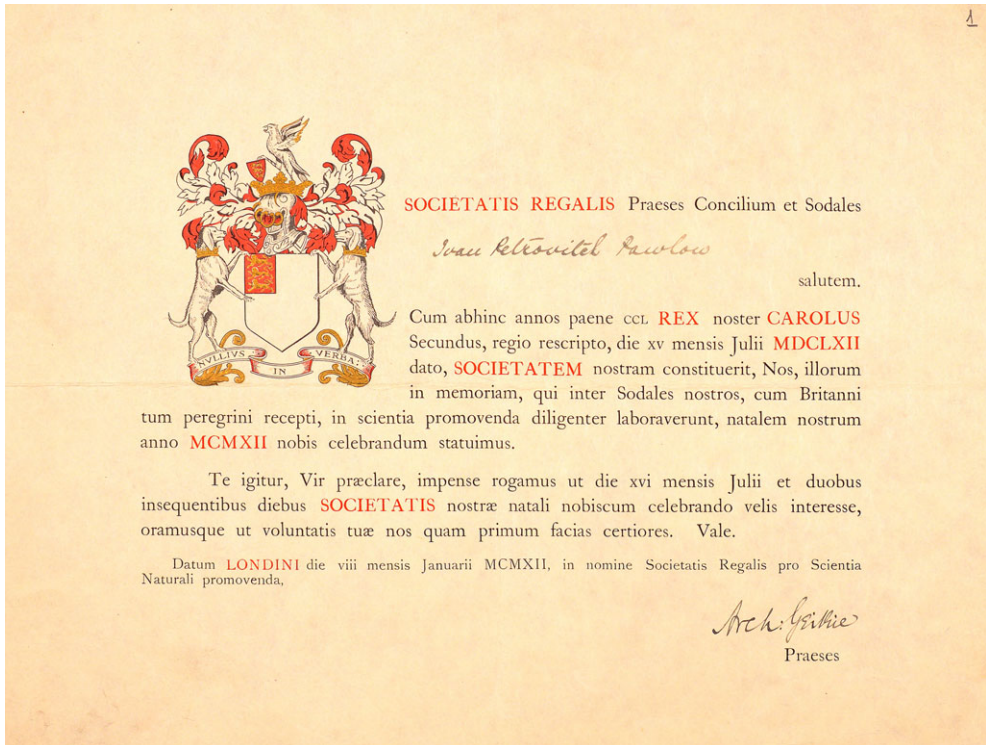 1
SOCIETATIS REGALIS Praeses Concilium et Sodales
Ivan Petrovitch Pawlow
salutem.
NVLLIVS IN VERBA:
Cum abhinc annos paene CCL REX noster CAROLUS
Secundus, regio rescripto, die xv mensis Julii MDCLXII
dato, SOCIETATEM nostram constituerit, Nos, illorum
in memoriam, qui inter Sodales nostros, cum Britanni
tum peregrini recepti, in scientia promovenda diligenter laboraverunt, natalem nostrum
anno MCMXII nobis celebrandum statuimus.
Te igitur, Vir præclare, impense rogamus ut die xvi mensis Julii et duobus
insequentibus diebus SOCIETATIS nostræ natali nobiscum celebrando velis interesse,
oramusque ut voluntatis tuæ nos quam primum facias certiores. Vale.
Datum LONDINI die viii mensis Januarii MCMXII, in nomine Societatis Regalis pro Scientia
Naturali promovenda,
Arch: Geikie
Praeses